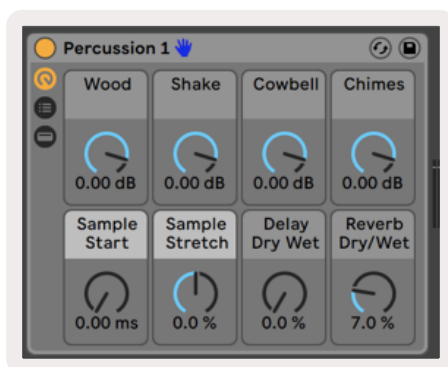 Percussion 1
Wood Shake Cowbell Chimes
0.00 dB 0.00 dB 0.00 dB 0.00 dB
Sample Sample Delay Reverb
Start Stretch Dry Wet Dry/Wet
0.00 ms 0.0 % 0.0 % 7.0 %